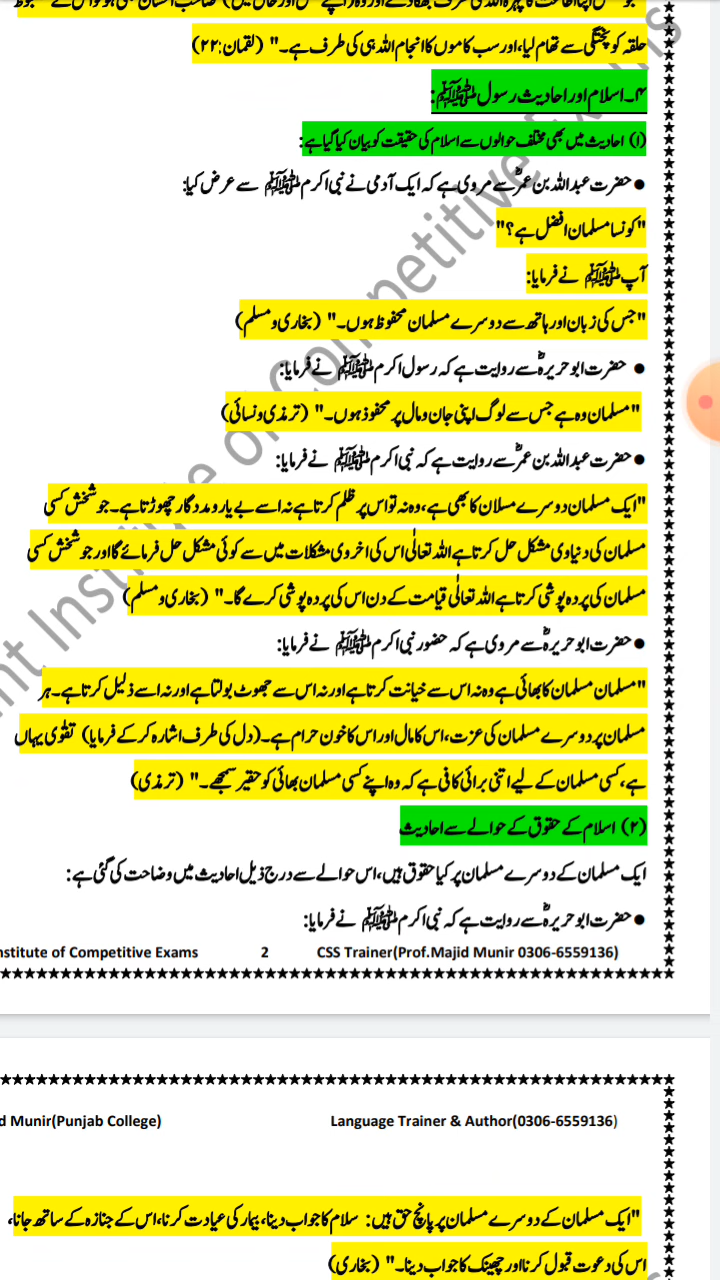 حلقہ کو پختگی سے تھام لیا، اور سب کاموں کا انجام اللہ ہی کی طرف ہے۔" (لقمان:۲۲)
۴۔ اسلام اور احادیث رسول ﷺ:
(۱) احادیث میں بھی مختلف حوالوں سے اسلام کی حقیقت کو بیان کیا گیا ہے:
● حضرت عبداللہ بن عمرؓ سے مروی ہے کہ ایک آدمی نے نبی اکرم ﷺ سے عرض کیا:
"کونسا مسلمان افضل ہے؟"
آپ ﷺ نے فرمایا:
"جس کی زبان اور ہاتھ سے دوسرے مسلمان محفوظ ہوں۔" (بخاری و مسلم)
● حضرت ابو حریرہؓ سے روایت ہے کہ رسول اکرم ﷺ نے فرمایا:
"مسلمان وہ ہے جس سے لوگ اپنی جان و مال پر محفوذ ہوں۔" (ترمذی و نسائی)
● حضرت عبداللہ بن عمرؓ سے روایت ہے کہ نبی اکرم ﷺ نے فرمایا:
"ایک مسلمان دوسرے مسلان کا بھی ہے، وہ نہ تو اس پر ظلم کرتا ہے نہ اسے بے یار و مددگار چھوڑتا ہے۔ جو شخش کسی
مسلمان کی دنیاوی مشکل حل کرتا ہے اللہ تعالٰی اس کی اخروی مشکلات میں سے کوئی مشکل حل فرمائے گا اور جو شخش کسی
مسلمان کی پردہ پوشی کرتا ہے اللہ تعالٰی قیامت کے دن اس کی پردہ پوشی کرے گا۔" (بخاری و مسلم)
● حضرت ابو حریرہؓ سے مروی ہے کہ حضور نبی اکرم ﷺ نے فرمایا:
"مسلمان مسلمان کا بھائی ہے وہ نہ اس سے خیانت کرتا ہے اور نہ اس سے جھوٹ بولتا ہے اور نہ اسے ذلیل کرتا ہے۔ ہر
مسلمان پر دوسرے مسلمان کی عزت، اس کا مال اور اس کا خون حرام ہے۔ (دل کی طرف اشارہ کر کے فرمایا) تقوٰی یہاں
ہے، کسی مسلمان کے لیے اتنی برائی کافی ہے کہ وہ اپنے کسی مسلمان بھائی کو حقیر سمجھے۔" (ترمذی)
(۲) اسلام کے حقوق کے حوالے سے احادیث
ایک مسلمان کے دوسرے مسلمان پر کیا حقوق ہیں، اس حوالے سے درج ذیل احادیث میں وضاحت کی گئی ہے:
● حضرت ابو حریرہؓ سے روایت ہے کہ نبی اکرم ﷺ نے فرمایا:
nstitute of Competitive Exams 2 CSS Trainer(Prof.Majid Munir 0306-6559136)
d Munir(Punjab College) Language Trainer & Author(0306-6559136)
"ایک مسلمان کے دوسرے مسلمان پر پانچ حق ہیں: سلام کا جواب دینا، بیمار کی عیادت کرنا، اس کے جنازہ کے ساتھ جانا،
اس کی دعوت قبول کرنا اور چھینک کا جواب دینا۔" (بخاری)
nt Institute of Competitive Exams